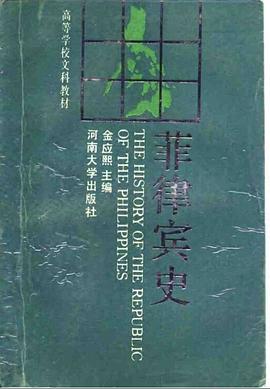 高等学校文科教材
菲律宾史
THE HISTORY OF THE REPUBLIC
OF THE PHILIPPINES
金应熙 主编
河南大学出版社